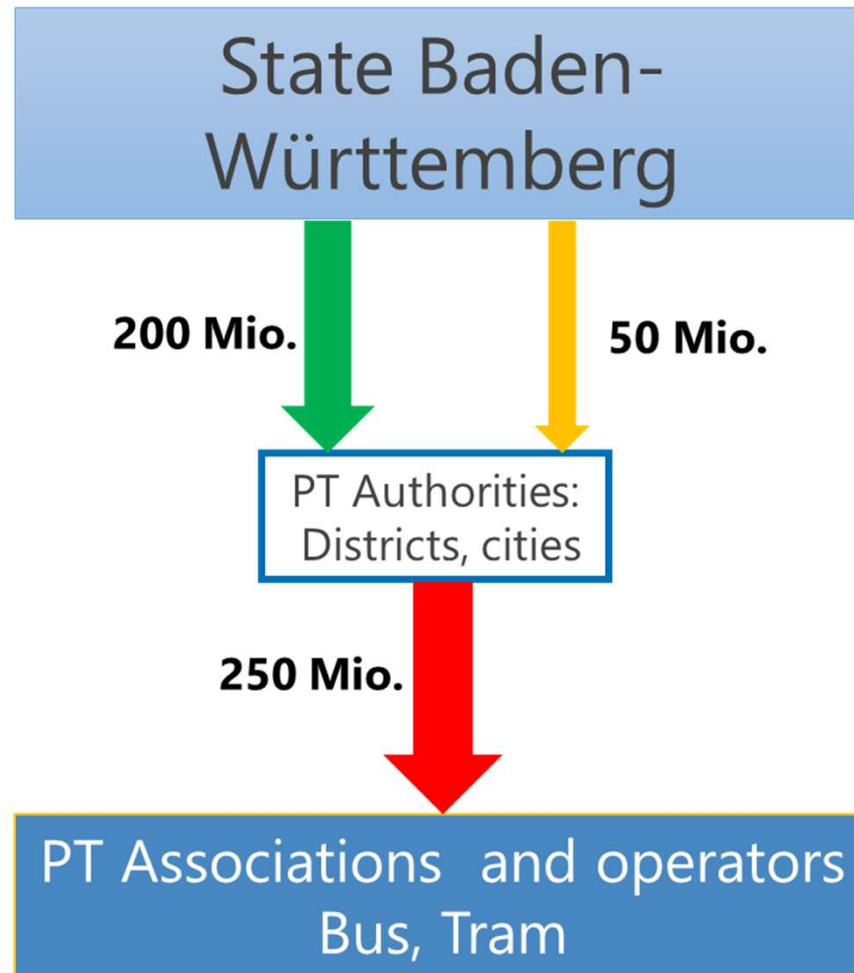 State Baden-
Württemberg
200 Mio.
50 Mio.
PT Authorities:
Districts, cities
250 Mio.
PT Associations and operators
Bus, Tram